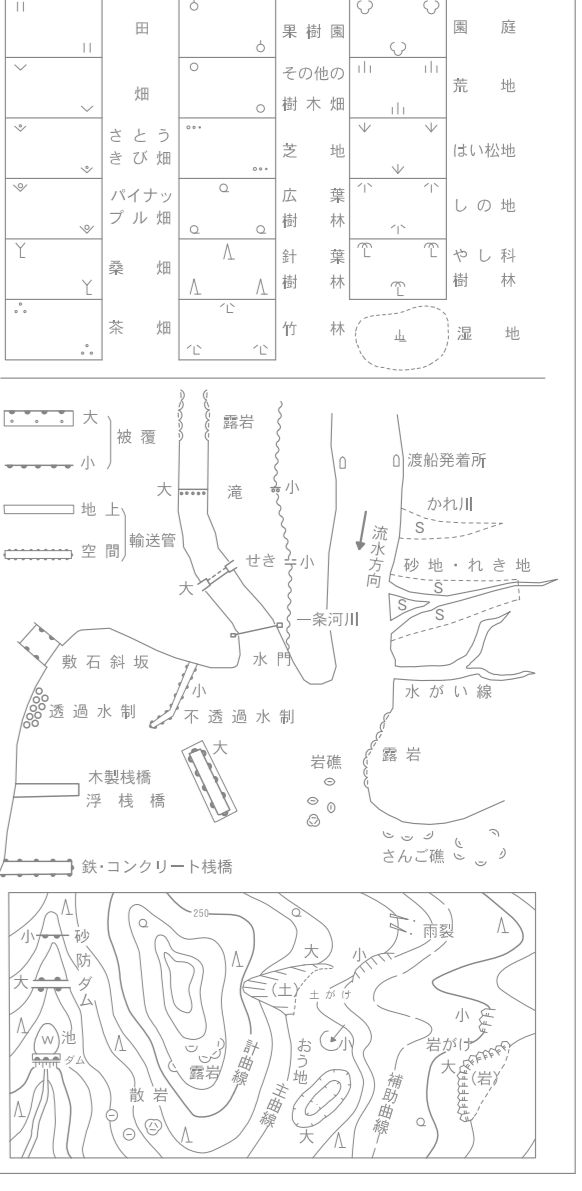 田
畑
さとう
きび畑
パイナッ
プル畑
桑畑
茶畑
果樹園
その他の
樹木畑
芝地
広葉
樹林
針葉
樹林
竹林
園庭
荒地
はい松地
しの地
やし科
樹林
湿地
大
小
被覆
地上
空間
輸送管
露岩
大
滝
小
せき
小
大
一条河川
水門
渡船発着所
かれ川
S
流水方向
砂地・れき地
S
S
S
水がい線
露岩
さんご礁
敷石斜坂
透過水制
小
不透過水制
大
岩礁
木製桟橋
浮桟橋
鉄・コンクリート桟橋
250
小
砂防ダム
大
W
池
ダム
大
(土)
小
土がけ
雨裂
小
岩がけ
大
(岩)
露岩
散岩
計曲線
主曲線
おう地
小
大
補助曲線